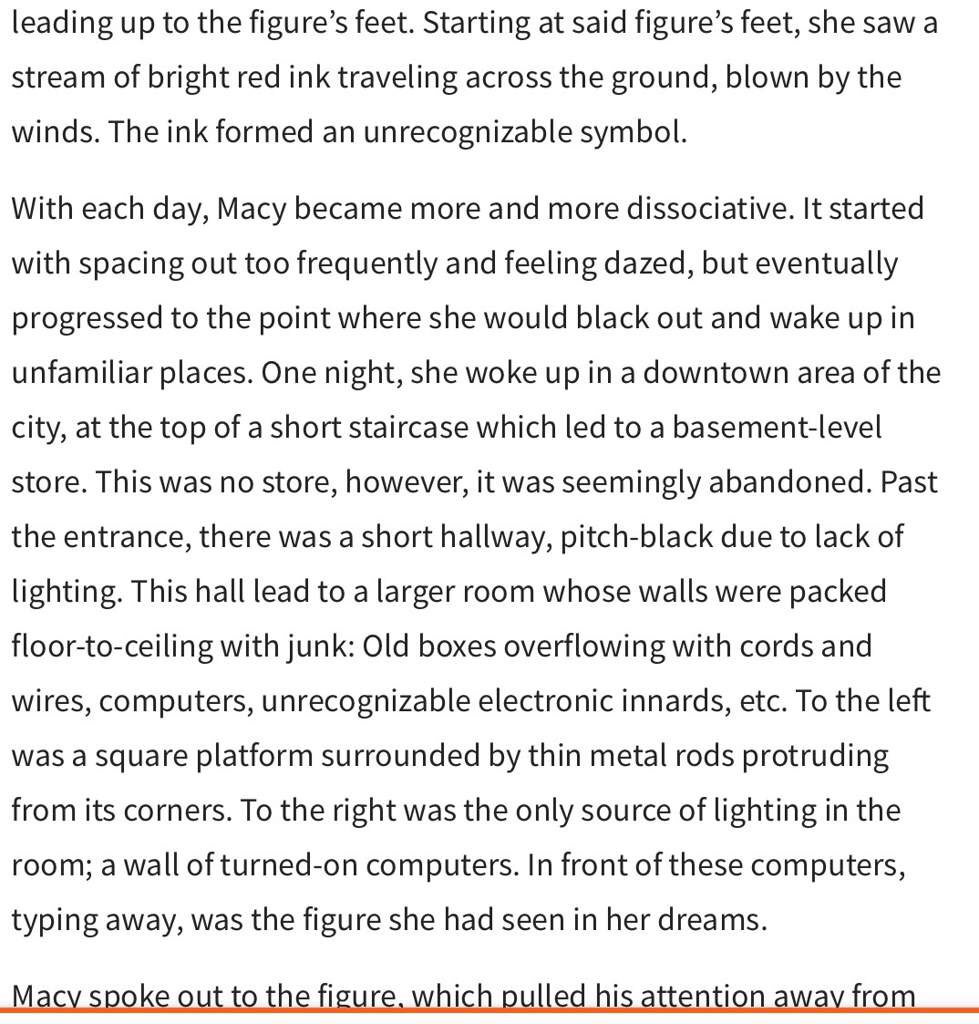 leading up to the figure’s feet. Starting at said figure’s feet, she saw a
stream of bright red ink traveling across the ground, blown by the
winds. The ink formed an unrecognizable symbol.
With each day, Macy became more and more dissociative. It started
with spacing out too frequently and feeling dazed, but eventually
progressed to the point where she would black out and wake up in
unfamiliar places. One night, she woke up in a downtown area of the
city, at the top of a short staircase which led to a basement-level
store. This was no store, however, it was seemingly abandoned. Past
the entrance, there was a short hallway, pitch-black due to lack of
lighting. This hall lead to a larger room whose walls were packed
floor-to-ceiling with junk: Old boxes overflowing with cords and
wires, computers, unrecognizable electronic innards, etc. To the left
was a square platform surrounded by thin metal rods protruding
from its corners. To the right was the only source of lighting in the
room; a wall of turned-on computers. In front of these computers,
typing away, was the figure she had seen in her dreams.
Macy spoke out to the figure, which pulled his attention away from